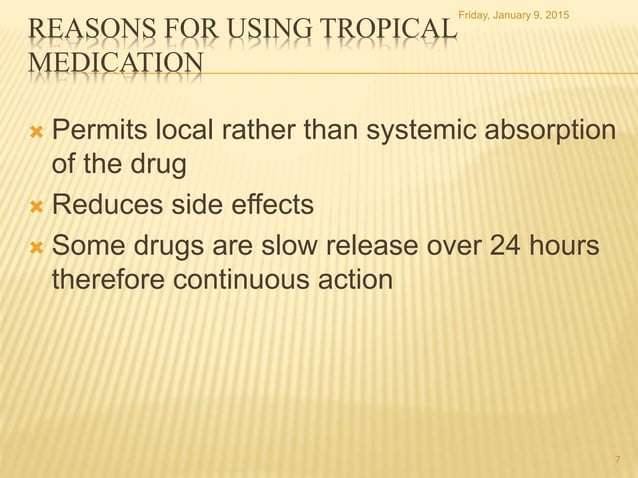 Friday, January 9, 2015
REASONS FOR USING TROPICAL
MEDICATION
Permits local rather than systemic absorption
of the drug
Reduces side effects
Some drugs are slow release over 24 hours
therefore continuous action
7